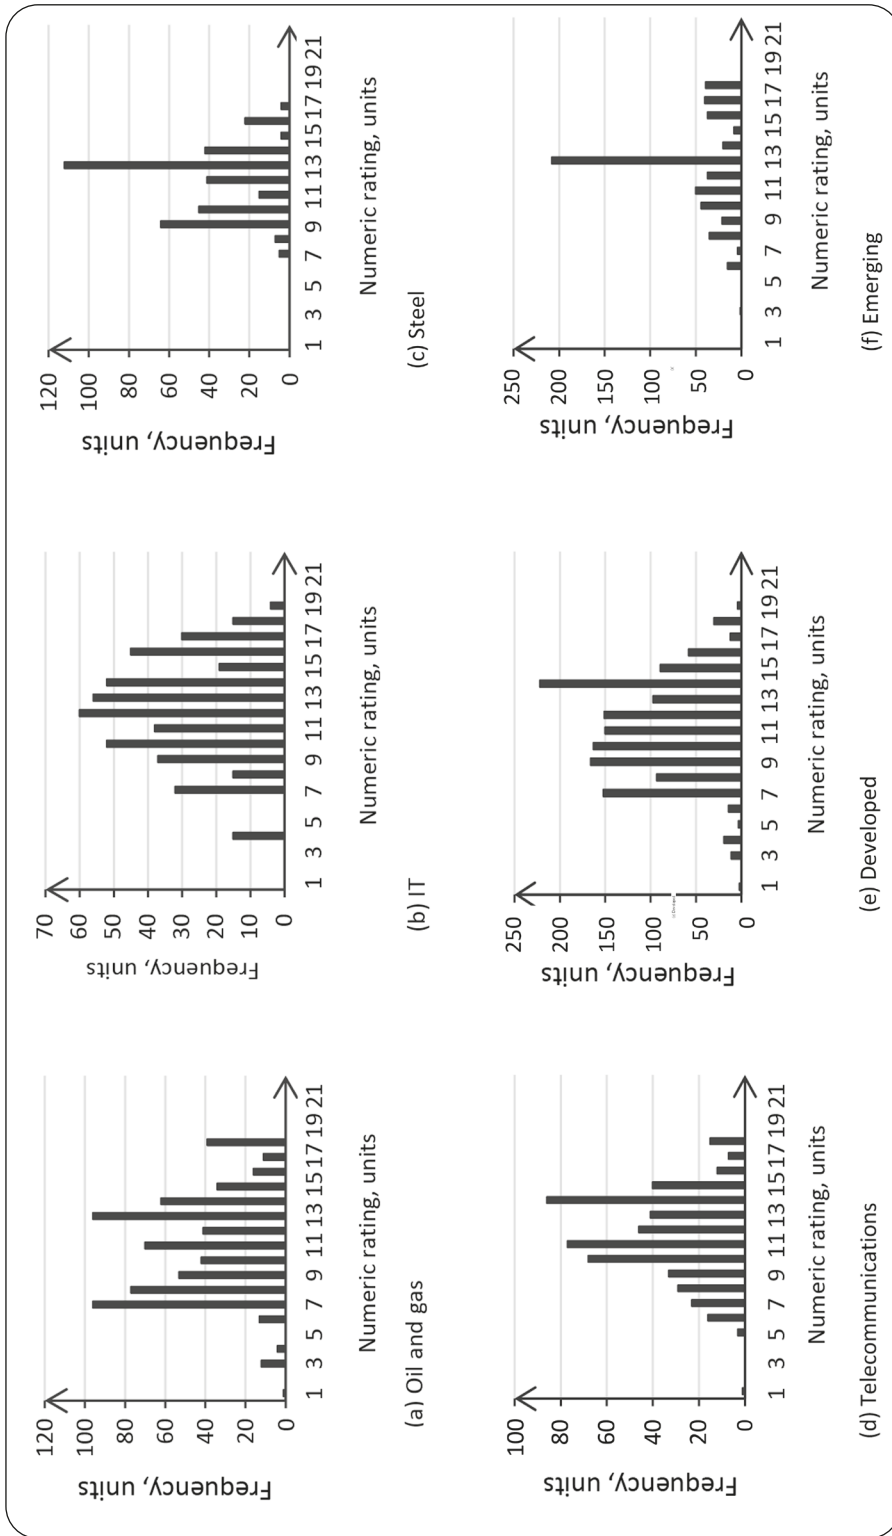 Frequency, units
120
100
80
60
40
20
0
1 3 5 7 9 11 13 15 17 19 21
Numeric rating, units
(a) Oil and gas
Frequency, units
70
60
50
40
30
20
10
0
1 3 5 7 9 11 13 15 17 19 21
Numeric rating, units
(b) IT
Frequency, units
120
100
80
60
40
20
0
1 3 5 7 9 11 13 15 17 19 21
Numeric rating, units
(c) Steel
Frequency, units
100
80
60
40
20
0
1 3 5 7 9 11 13 15 17 19 21
Numeric rating, units
(d) Telecommunications
Frequency, units
250
200
150
100
50
0
1 3 5 7 9 11 13 15 17 19 21
Numeric rating, units
(e) Developed
Frequency, units
250
200
150
100
50
0
1 3 5 7 9 11 13 15 17 19 21
Numeric rating, units
(f) Emerging